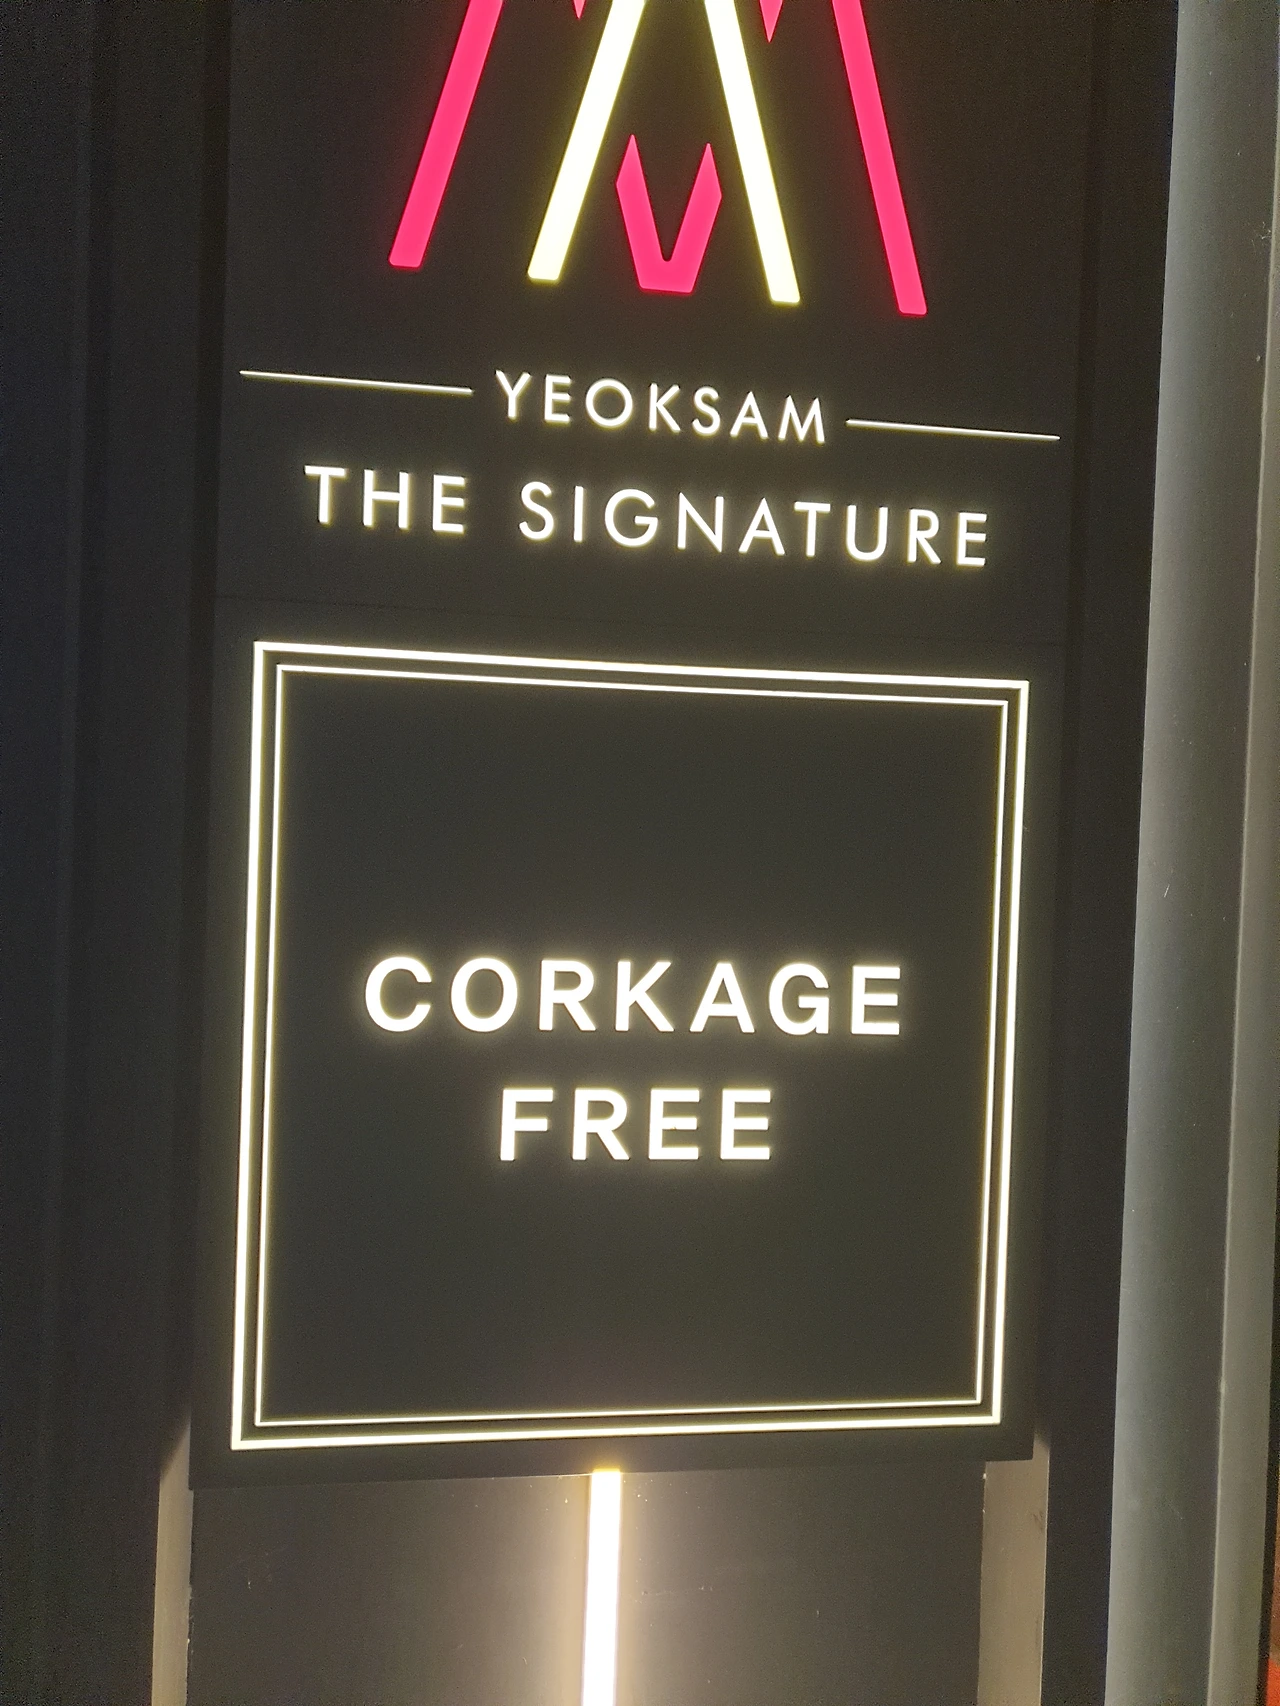 YEOKSAM
THE SIGNATURE
CORKAGE
FREE